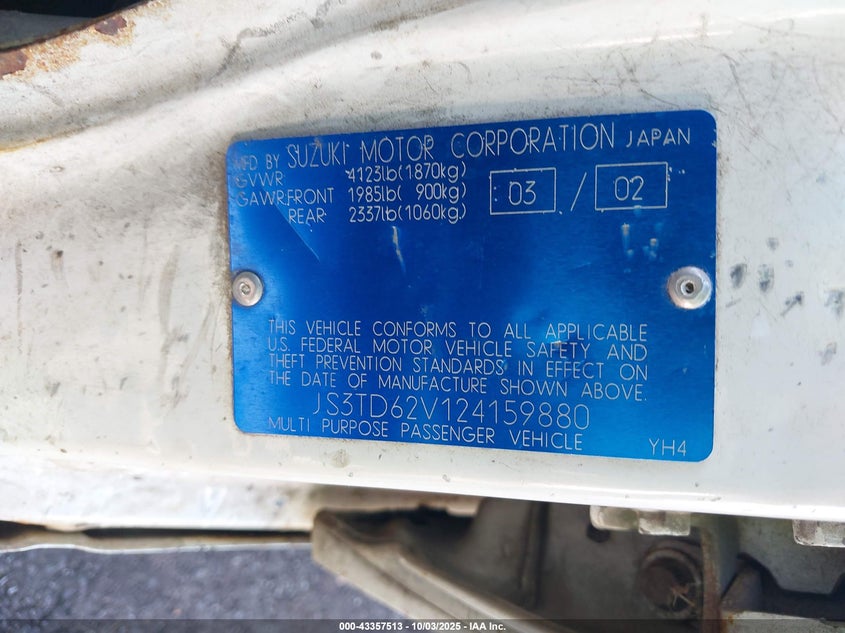 MFD BY SUZUKI MOTOR CORPORATION JAPAN
GVWR 4123lb(1870kg)
GAWR,FRONT 1985lb( 900kg) 03 / 02
REAR 2337lb(1060kg)
THIS VEHICLE CONFORMS TO ALL APPLICABLE
U.S. FEDERAL MOTOR VEHICLE SAFETY AND
THEFT PREVENTION STANDARDS IN EFFECT ON
THE DATE OF MANUFACTURE SHOWN ABOVE.
JS3TD62V124159880
MULTI PURPOSE PASSENGER VEHICLE YH4
000-43357513 - 10/03/2025 - IAA Inc.